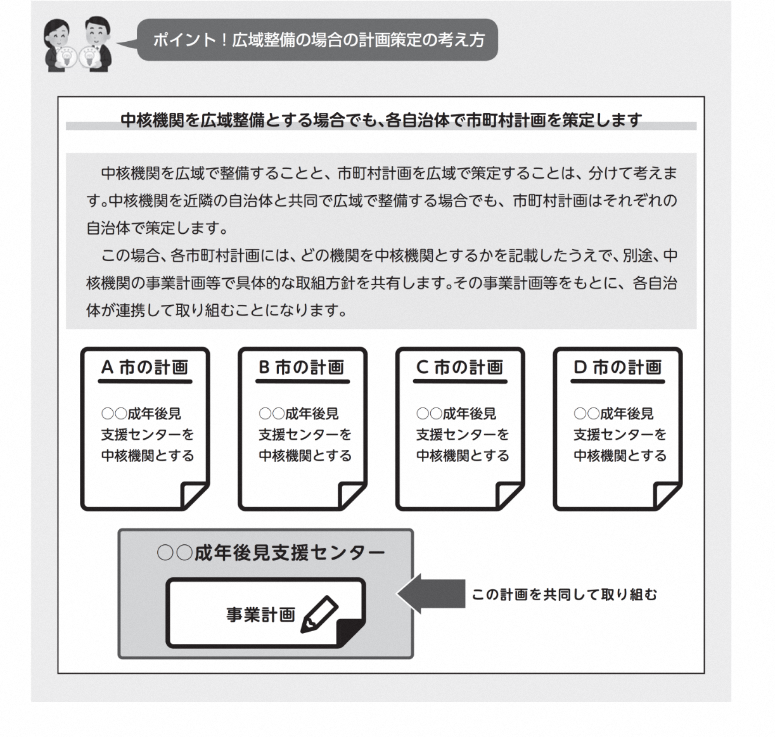 ポイント！広域整備の場合の計画策定の考え方
中核機関を広域整備とする場合でも、各自治体で市町村計画を策定します
中核機関を広域で整備することと、市町村計画を広域で策定することは、分けて考えま
す。中核機関を近隣の自治体と共同で広域で整備する場合でも、市町村計画はそれぞれの
自治体で策定します。
この場合、各市町村計画には、どの機関を中核機関とするかを記載したうえで、別途、中
核機関の事業計画等で具体的な取組方針を共有します。その事業計画等をもとに、各自治
体が連携して取り組むことになります。
A 市の計画
○○成年後見
支援センターを
中核機関とする
B 市の計画
○○成年後見
支援センターを
中核機関とする
C 市の計画
○○成年後見
支援センターを
中核機関とする
D 市の計画
○○成年後見
支援センターを
中核機関とする
○○成年後見支援センター
事業計画
この計画を共同して取り組む